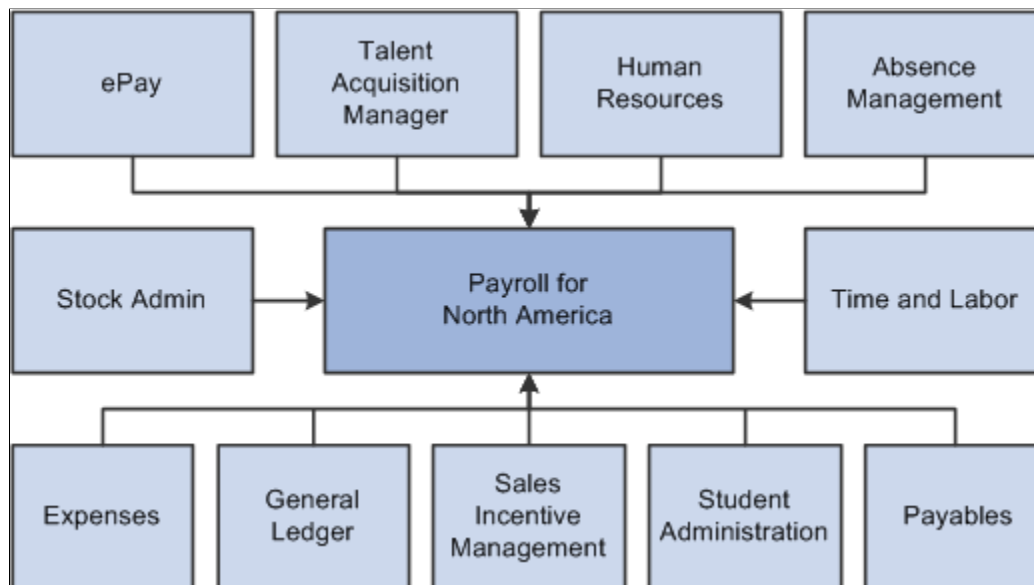 ePay
Talent
Acquisition
Manager
Human
Resources
Absence
Management
Stock Admin
Payroll for
North America
Time and Labor
Expenses
General
Ledger
Sales
Incentive
Management
Student
Administration
Payables